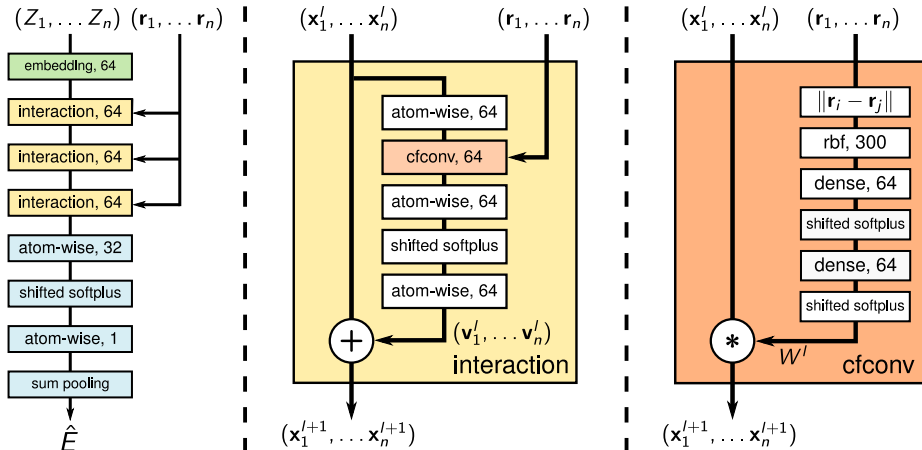 (Z₁, … Zₙ) (r₁, … rₙ)
embedding, 64
interaction, 64
interaction, 64
interaction, 64
atom-wise, 32
shifted softplus
atom-wise, 1
sum pooling
Ê
(x₁ˡ, … xₙˡ) (r₁, … rₙ)
atom-wise, 64
cfconv, 64
atom-wise, 64
shifted softplus
atom-wise, 64
+
(v₁ˡ, … vₙˡ)
interaction
(x₁ˡ⁺¹, … xₙˡ⁺¹)
(x₁ˡ, … xₙˡ) (r₁, … rₙ)
‖rᵢ − rⱼ‖
rbf, 300
dense, 64
shifted softplus
dense, 64
shifted softplus
*
Wˡ
cfconv
(x₁ˡ⁺¹, … xₙˡ⁺¹)